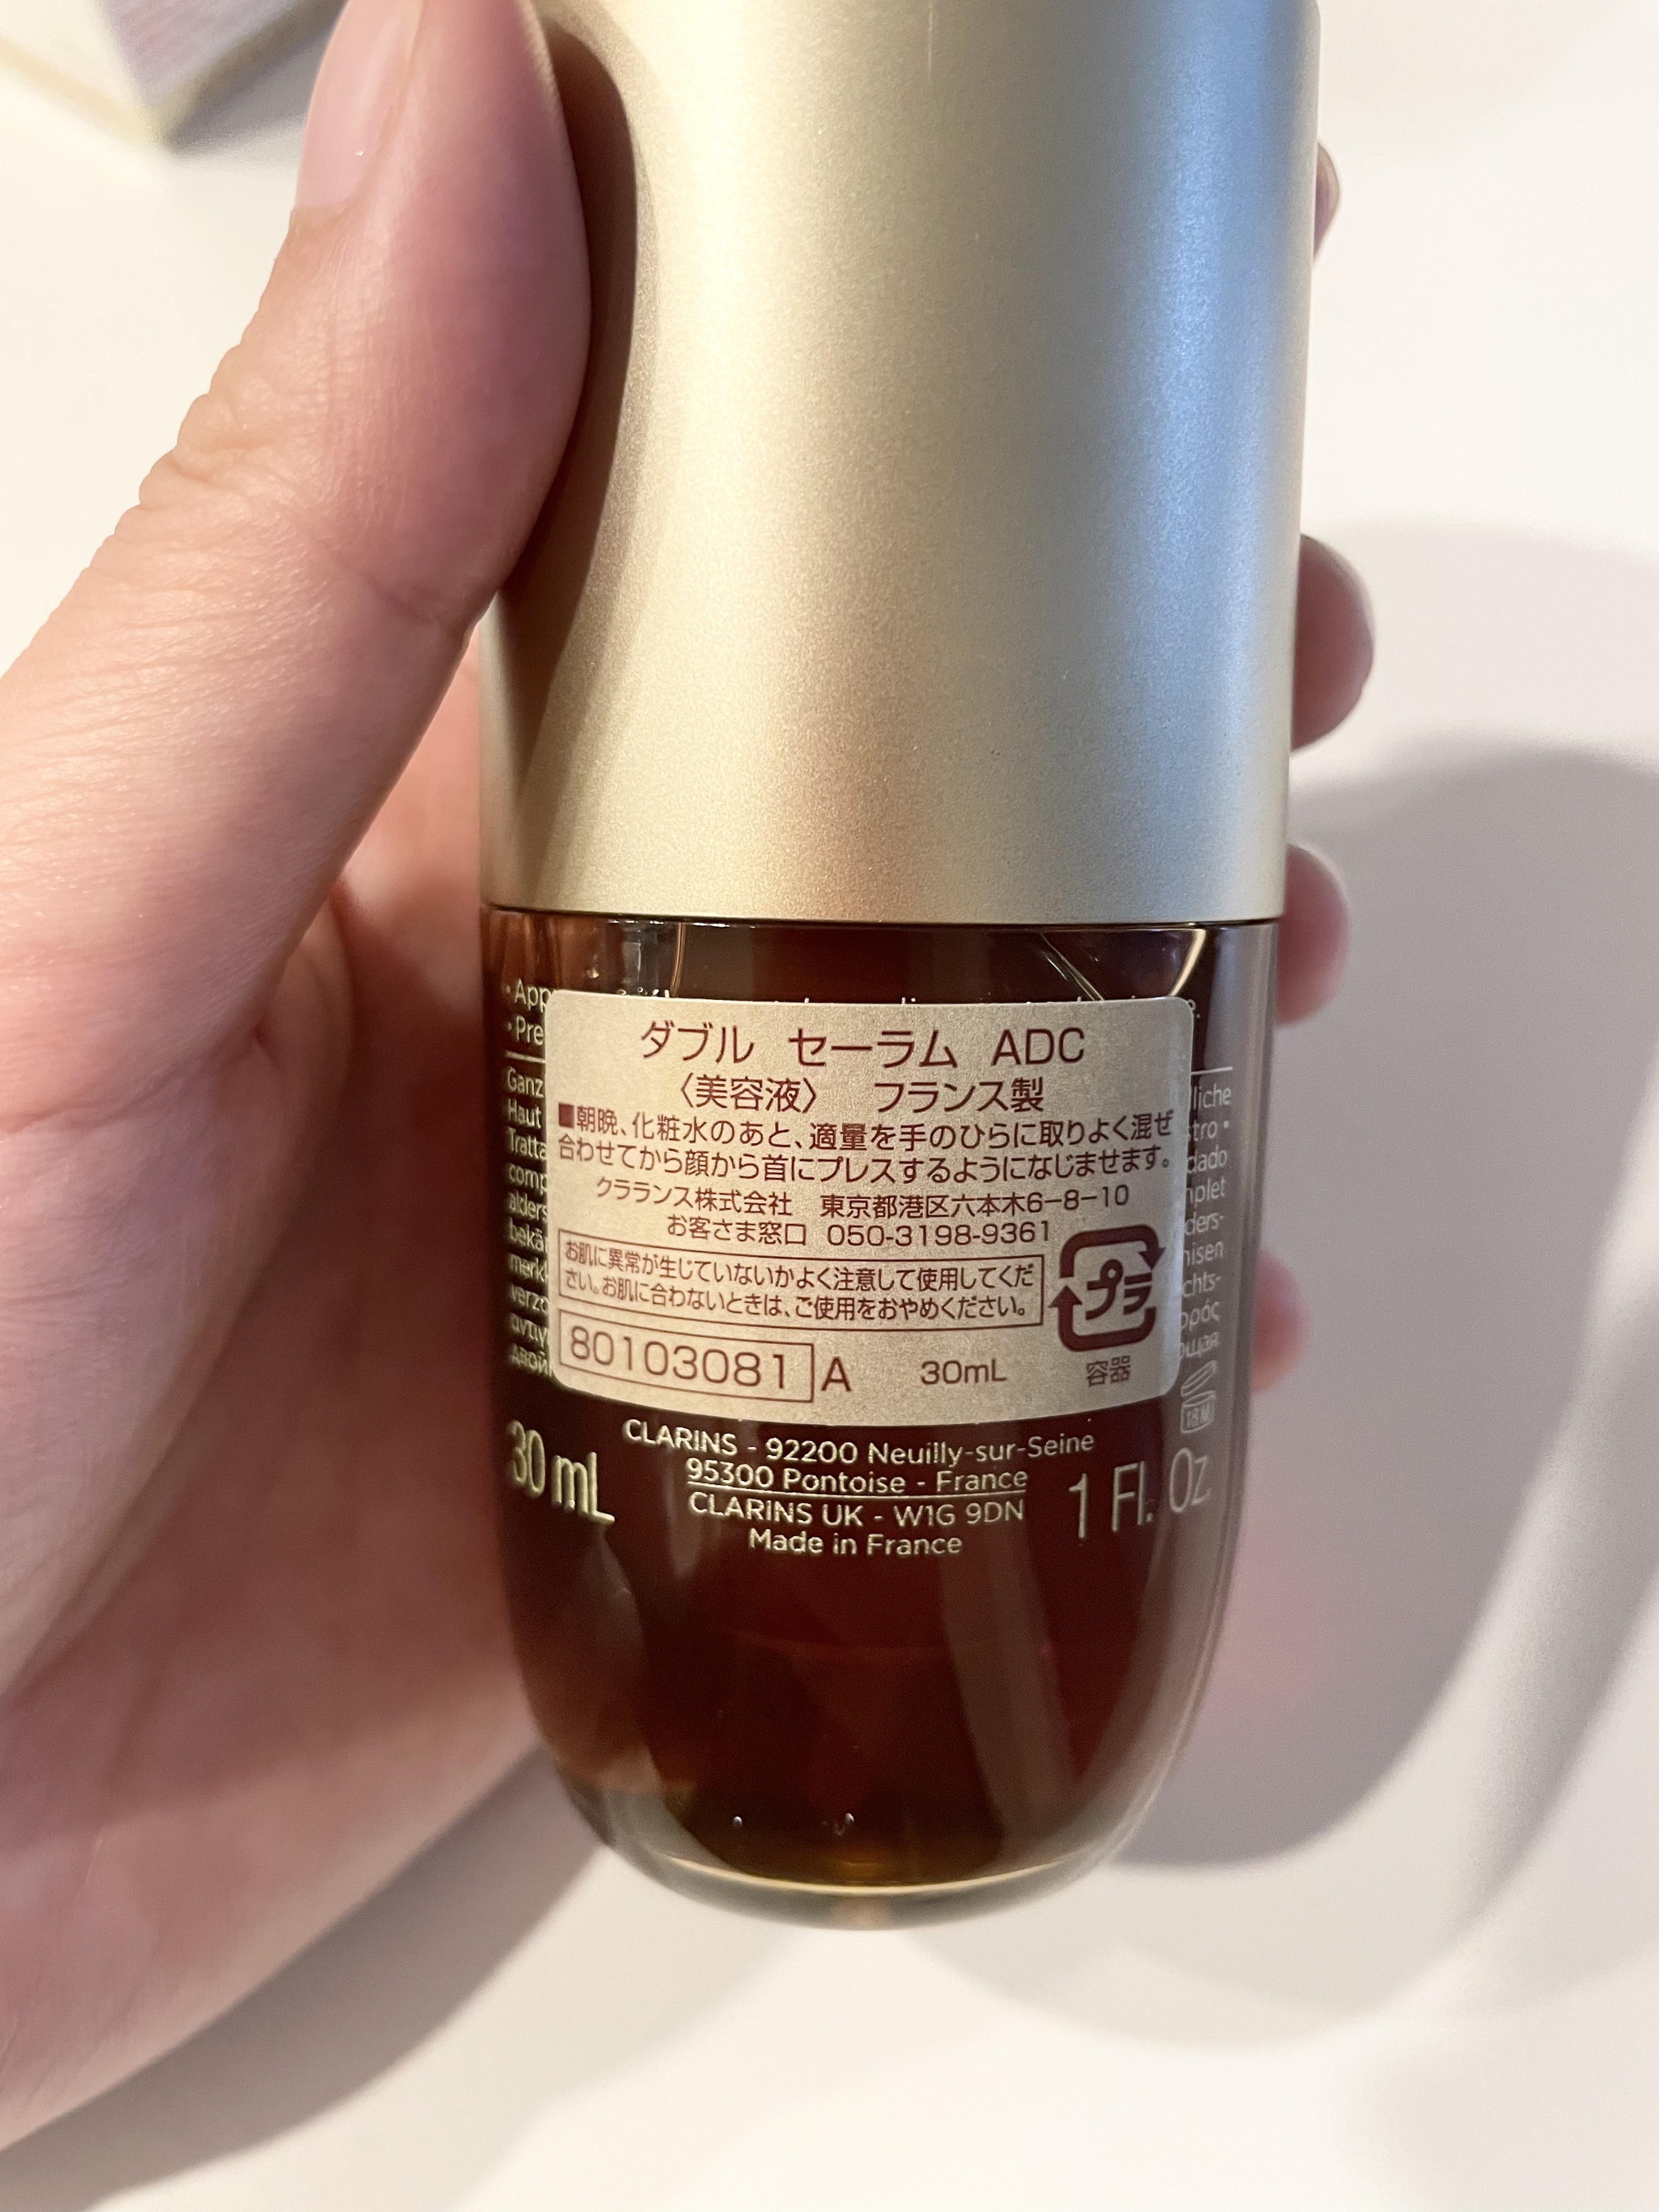 ダブル セーラム ADC
〈美容液〉 フランス製
■朝晩、化粧水のあと、適量を手のひらに取りよく混ぜ
合わせてから顔から首にプレスするようになじませます。
クラランス株式会社 東京都港区六本木6-8-10
お客さま窓口 050-3198-9361
お肌に異常が生じていないかよく注意して使用してくだ
さい。お肌に合わないときは、ご使用をおやめください。
プラ
80103081 A 30mL 容器
Ganz
Haut
18M
30 mL
CLARINS - 92200 Neuilly-sur-Seine
95300 Pontoise - France
CLARINS UK - W1G 9DN
Made in France
1 Fl. Oz